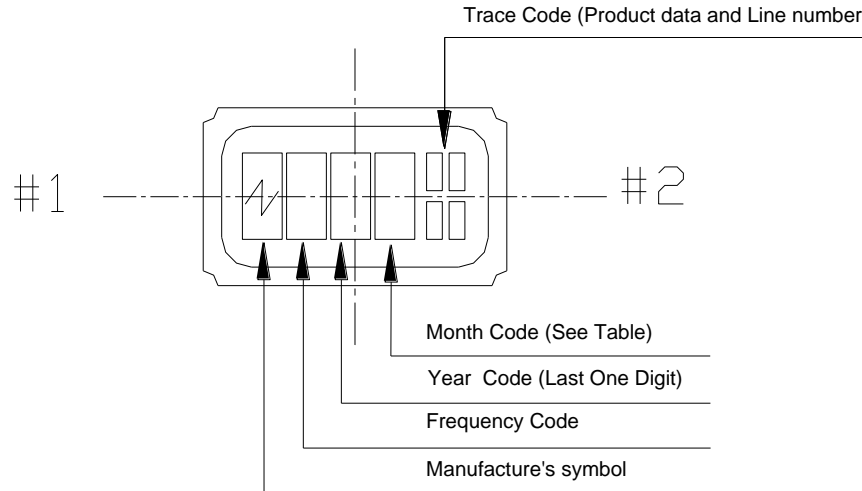 Trace Code (Product data and Line number
#1
#2
Month Code (See Table)
Year Code (Last One Digit)
Frequency Code
Manufacture's symbol